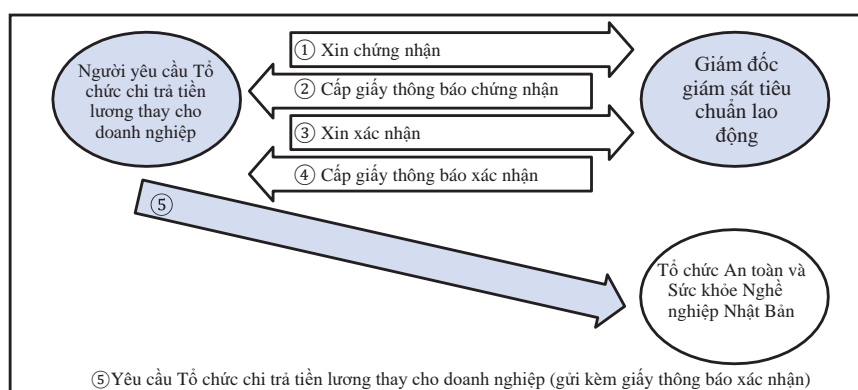 Người yêu cầu Tổ
chức chi trả tiền
lương thay cho
doanh nghiệp
① Xin chứng nhận
② Cấp giấy thông báo chứng nhận
③ Xin xác nhận
④ Cấp giấy thông báo xác nhận
Giám đốc
giám sát tiêu
chuẩn lao
động
⑤
Tổ chức An toàn và
Sức khỏe Nghề
nghiệp Nhật Bản
⑤Yêu cầu Tổ chức chi trả tiền lương thay cho doanh nghiệp (gửi kèm giấy thông báo xác nhận)